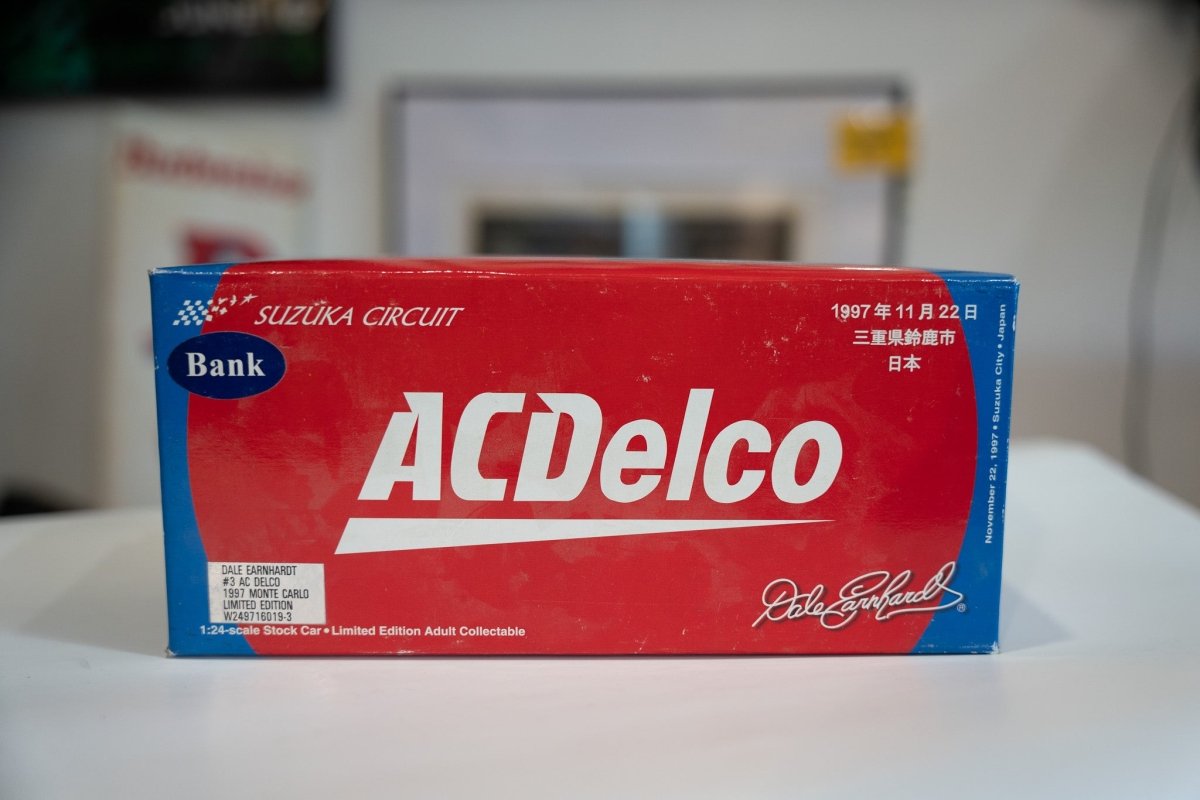 SUZUKA CIRCUIT
Bank
1997年11月22日
三重県鈴鹿市
日本
November 22, 1997 • Suzuka City • Japan
ACDelco
DALE EARNHARDT
#3 AC DELCO
1997 MONTE CARLO
LIMITED EDITION
W249716019-3
1:24-scale Stock Car • Limited Edition Adult Collectable
Dale Earnhardt ®